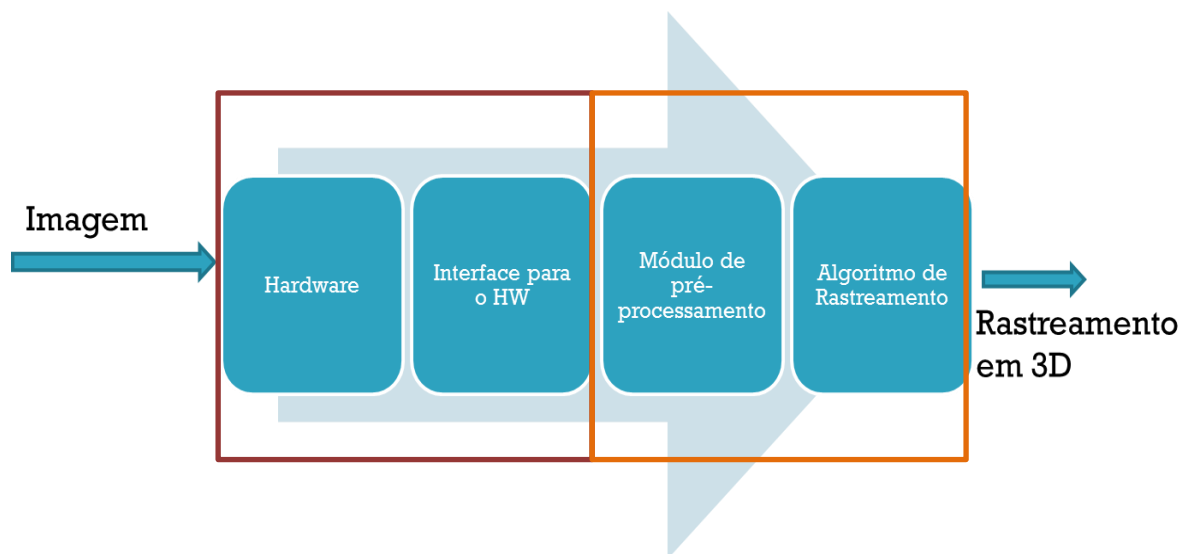 Imagem
Hardware
Interface para
o HW
Módulo de
pré-
processamento
Algoritmo de
Rastreamento
Rastreamento
em 3D